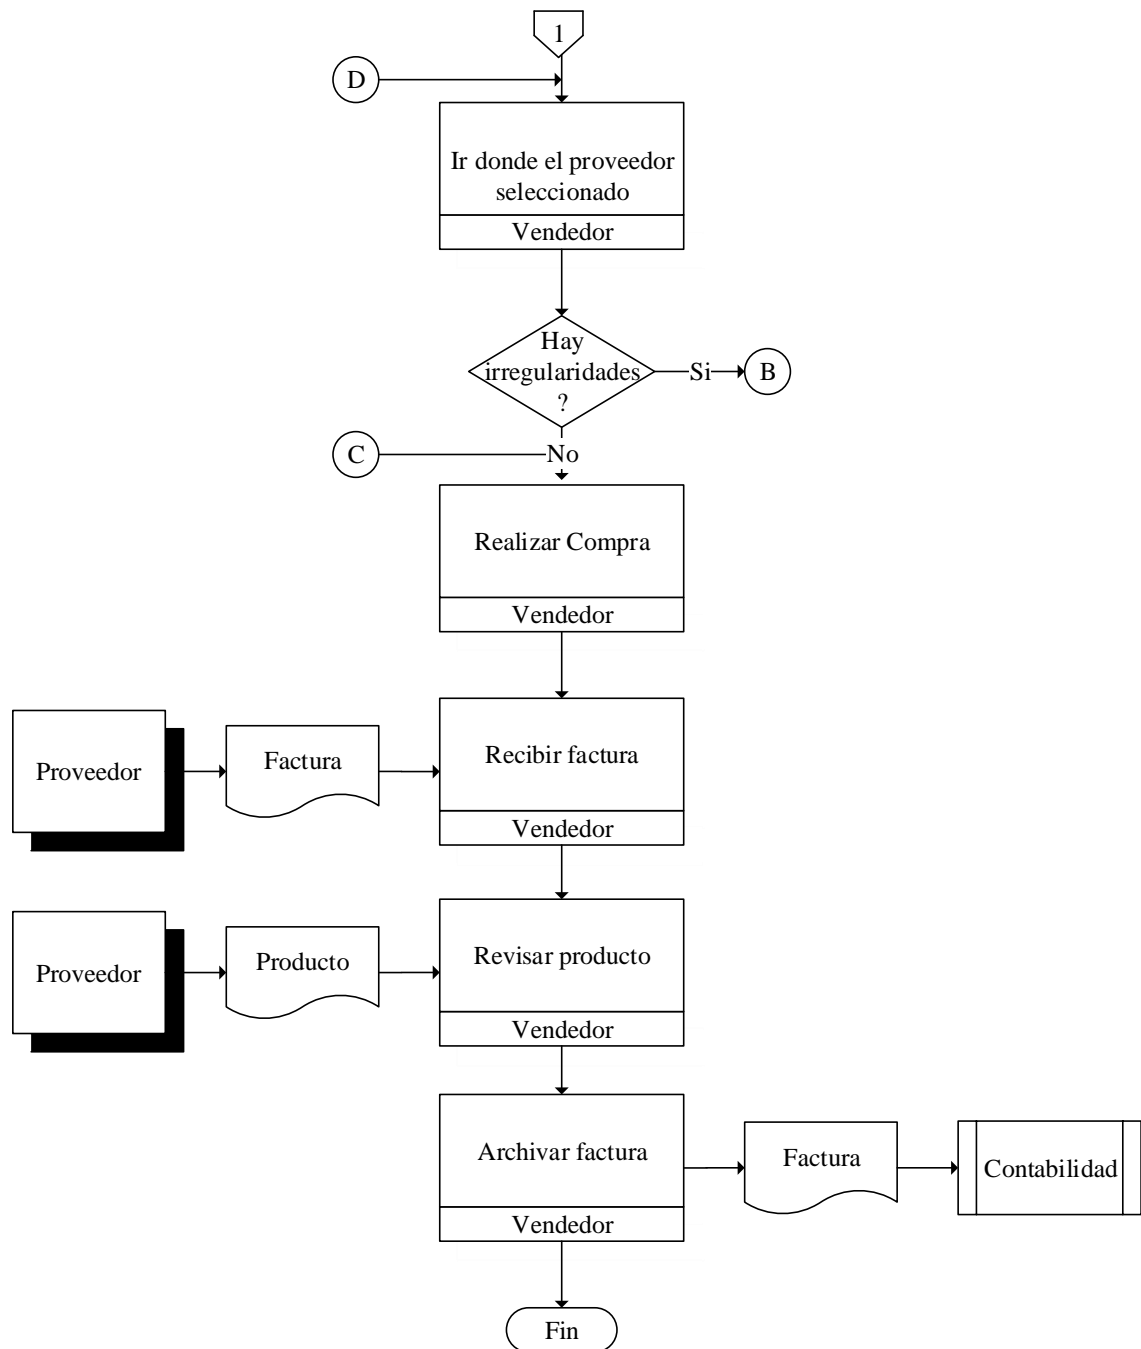 1
D
Ir donde el proveedor
seleccionado
Vendedor
Hay
irregularidades
?
Si
B
C
No
Realizar Compra
Vendedor
Proveedor
Factura
Recibir factura
Vendedor
Proveedor
Producto
Revisar producto
Vendedor
Archivar factura
Factura
Contabilidad
Vendedor
Fin